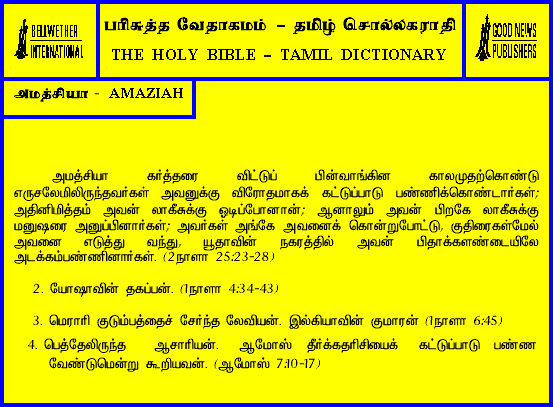 BELLWETHER
INTERNATIONAL
பரிசுத்த வேதாகமம் – தமிழ் சொல்லகராதி
THE HOLY BIBLE – TAMIL DICTIONARY
GOOD NEWS
PUBLISHERS
அமத்சியா - AMAZIAH
அமத்சியா கர்த்தரை விட்டுப் பின்வாங்கின காலமுதற்கொண்டு
எருசலேமிலிருந்தவர்கள் அவனுக்கு விரோதமாகக் கட்டுப்பாடு பண்ணிக்கொண்டார்கள்;
அதினிமித்தம் அவன் லாகீசுக்கு ஓடிப்போனான்; ஆனாலும் அவன் பிறகே லாகீசுக்கு
மனுஷரை அனுப்பினார்கள்; அவர்கள் அங்கே அவனைக் கொன்றுபோட்டு, குதிரைகள்மேல்
அவனை எடுத்து வந்து, யூதாவின் நகரத்தில் அவன் பிதாக்களண்டையிலே
அடக்கம்பண்ணினார்கள். (2நாளா 25:23-28)
2. யோஷாவின் தகப்பன். (1நாளா 4:34-43)
3. மெராரி குடும்பத்தைச் சேர்ந்த லேவியன். இல்கியாவின் குமாரன் (1நாளா 6:45)
4. பெத்தேலிருந்த ஆசாரியன். ஆமோஸ் தீர்க்கதரிசியைக் கட்டுப்பாடு பண்ண
வேண்டுமென்று கூறியவன். (ஆமோஸ் 7:10-17)